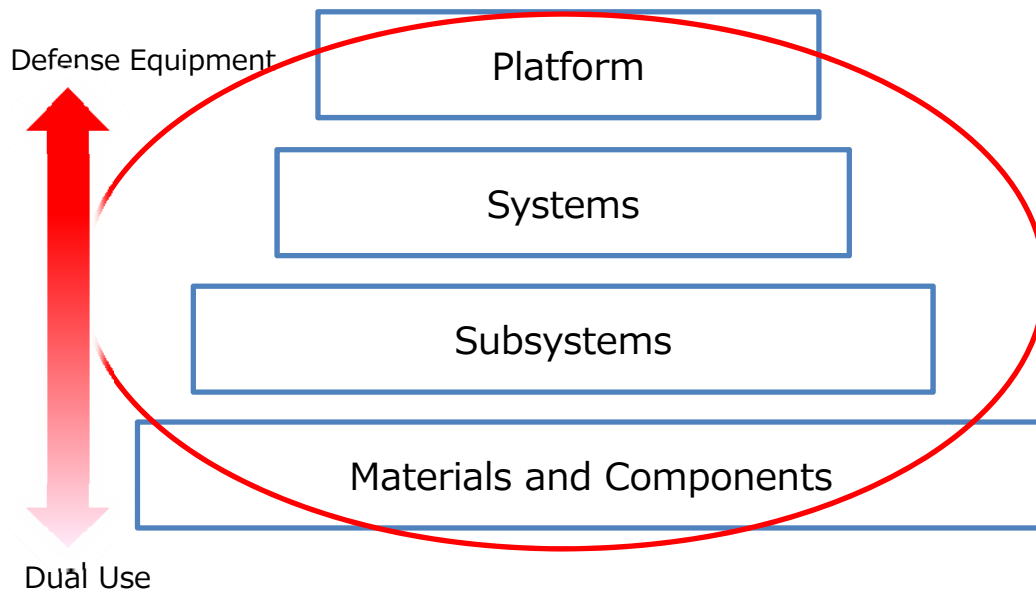 Defense Equipment
Platform
Systems
Subsystems
Materials and Components
Dual Use